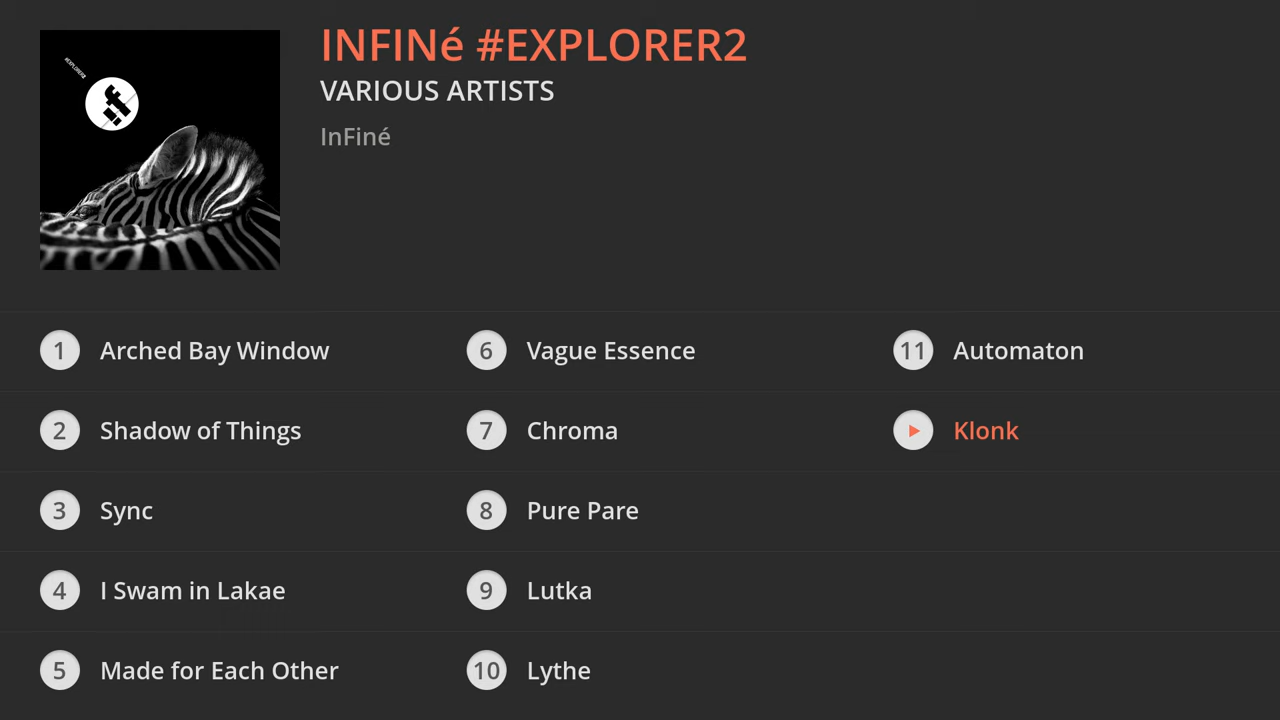 INFINé #EXPLORER2
VARIOUS ARTISTS
InFiné
#EXPLORER2
if
1 Arched Bay Window
2 Shadow of Things
3 Sync
4 I Swam in Lakae
5 Made for Each Other
6 Vague Essence
7 Chroma
8 Pure Pare
9 Lutka
10 Lythe
11 Automaton
Klonk